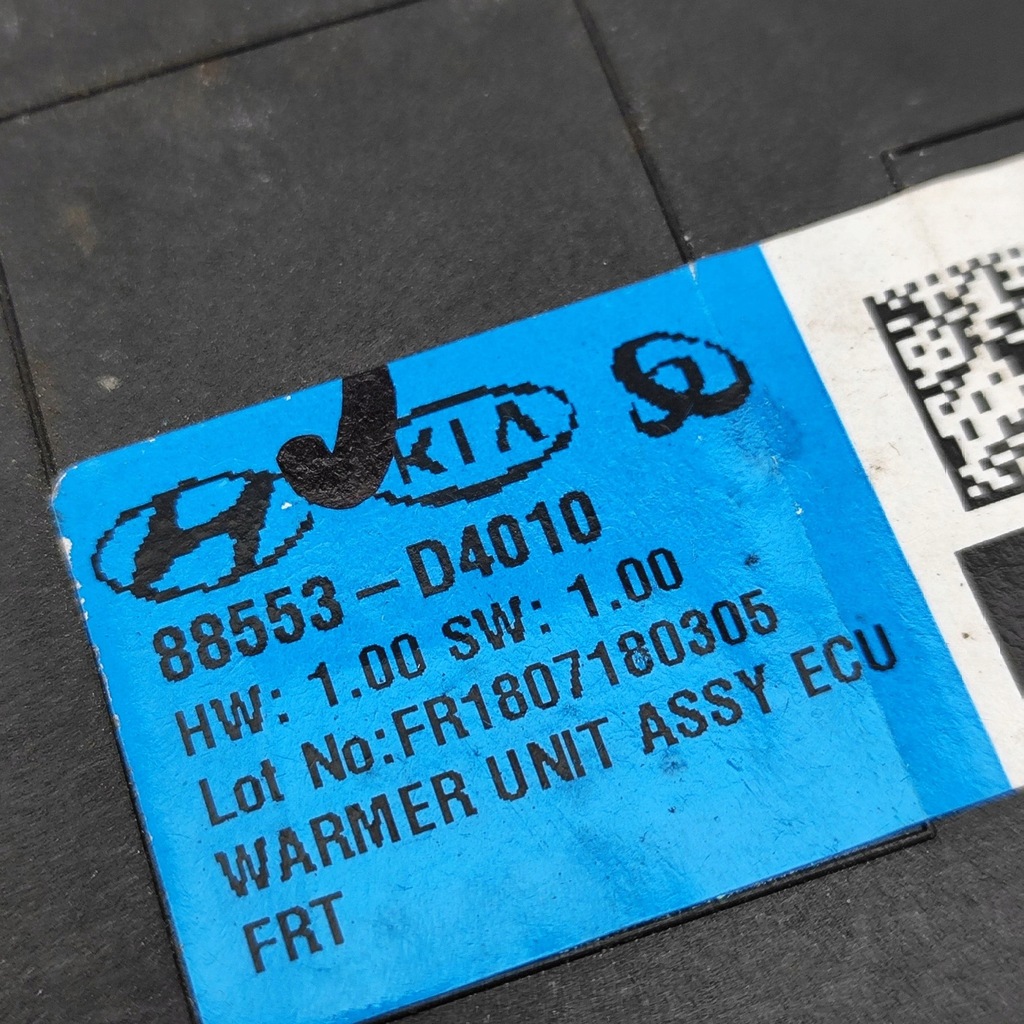 KIA
88553-D4010
HW: 1.00 SW: 1.00
Lot No:FR1807180305
WARMER UNIT ASSY ECU
FRT